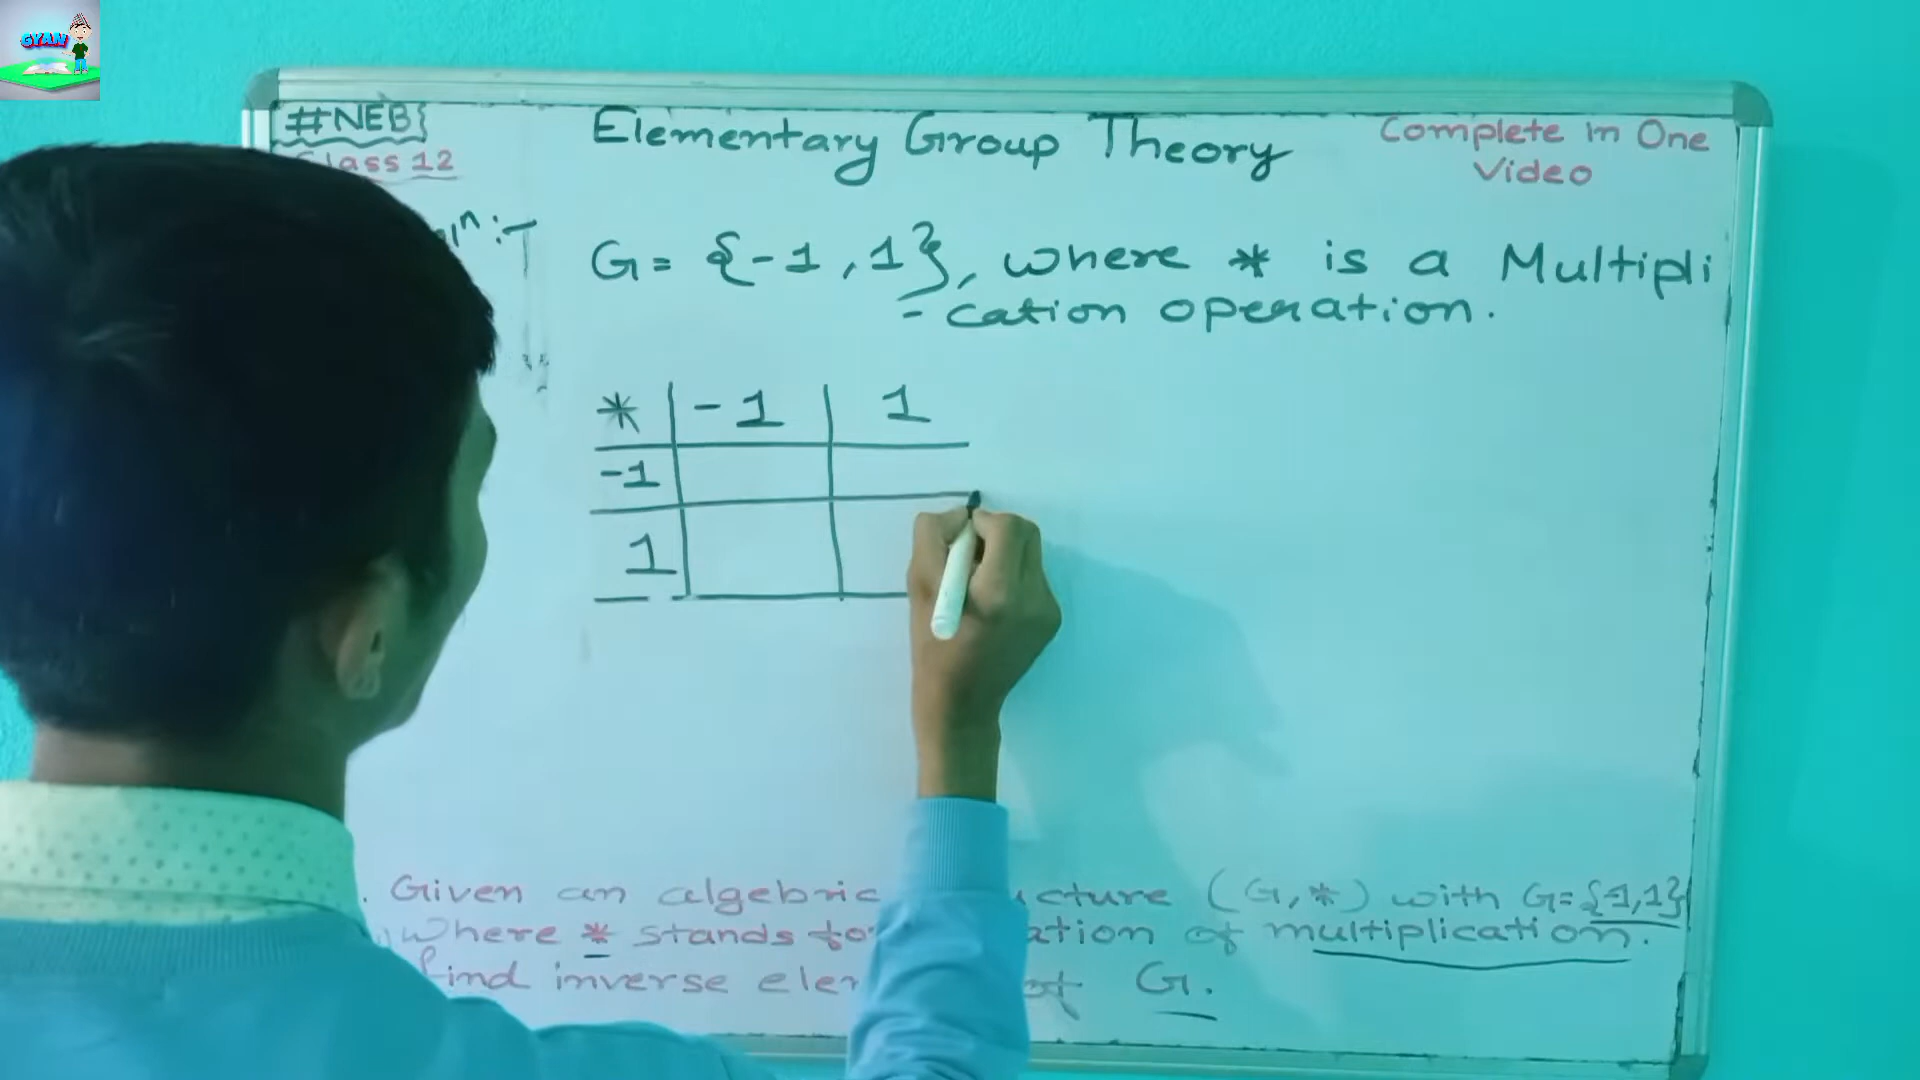 GYAN
#NEB{
Class 12
Elementary Group Theory
Complete in One
Video
G = {-1, 1}, where * is a Multipli
- cation operation.
* -1 1
-1
1
Given an algebric (G, *) with G={-1,1}
where * stands of multiplication.
find inverse of G.